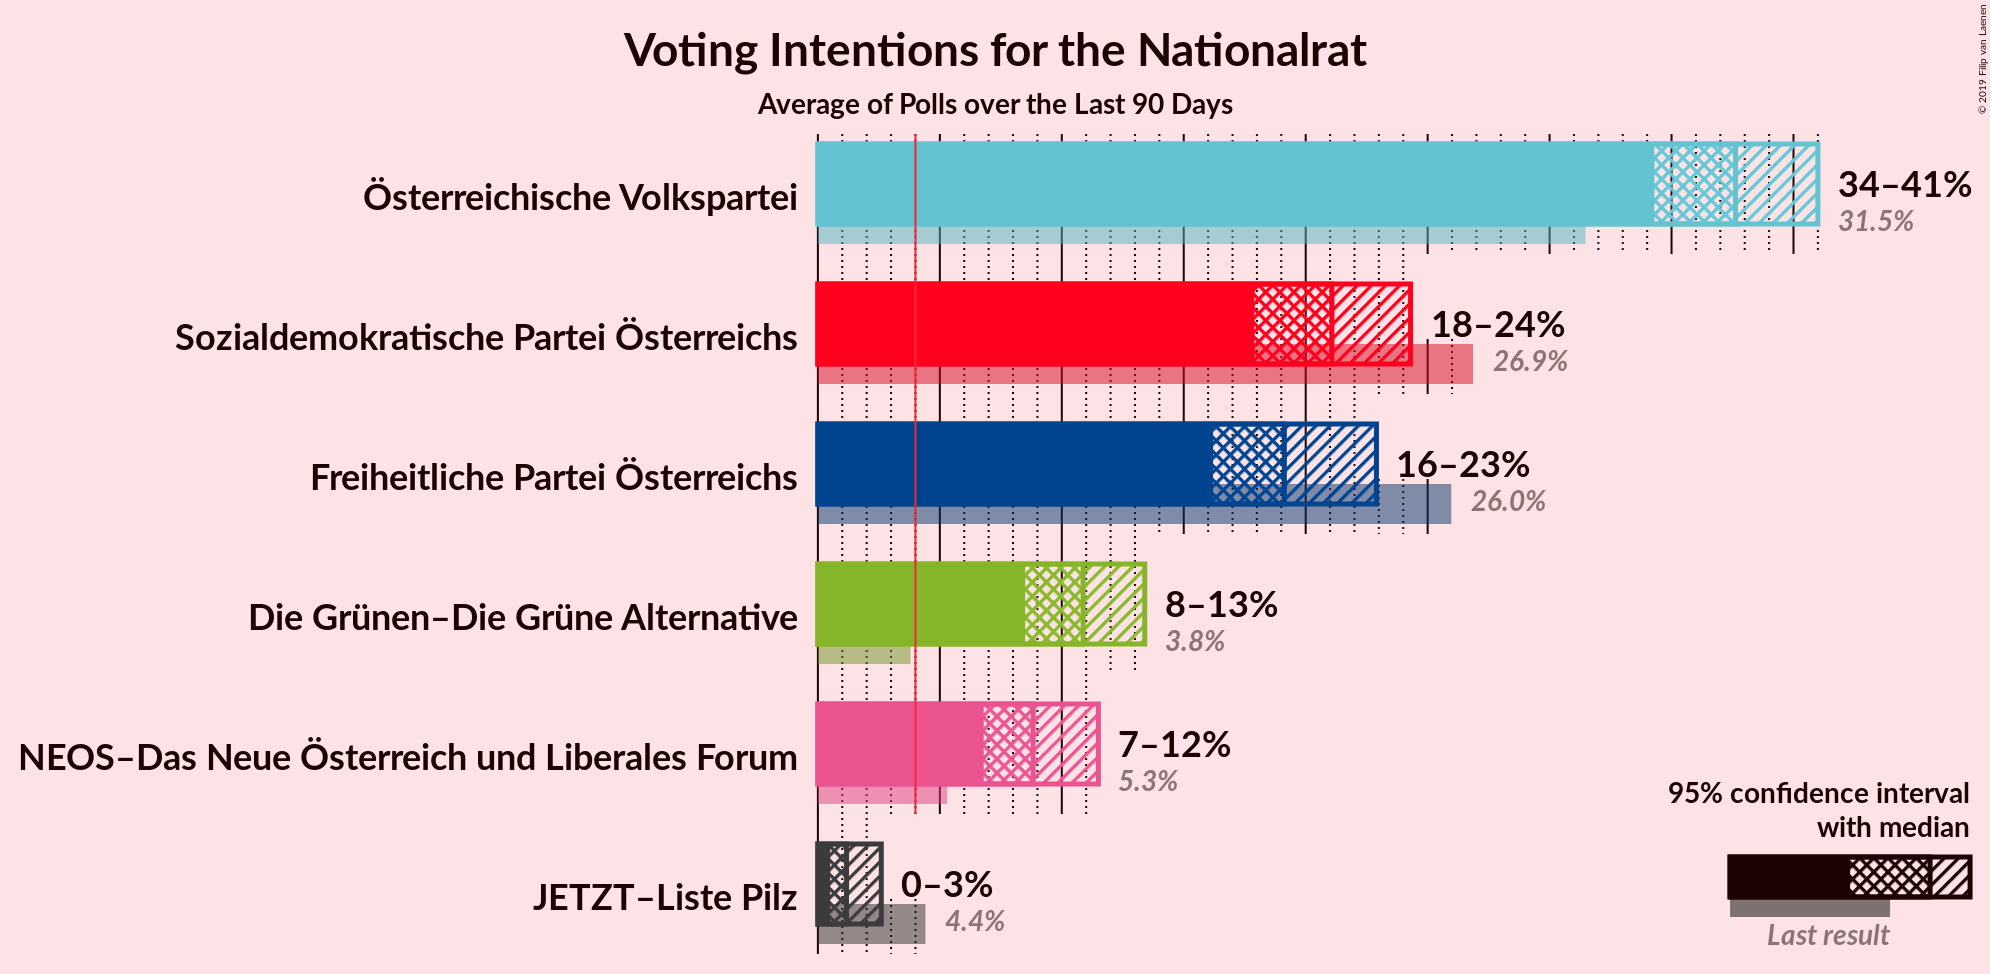 Voting Intentions for the Nationalrat
Average of Polls over the Last 90 Days
© 2019 Filip van Laenen
Österreichische Volkspartei
34–41%
31.5%
Sozialdemokratische Partei Österreichs
18–24%
26.9%
Freiheitliche Partei Österreichs
16–23%
26.0%
Die Grünen–Die Grüne Alternative
8–13%
3.8%
NEOS–Das Neue Österreich und Liberales Forum
7–12%
5.3%
JETZT–Liste Pilz
0–3%
4.4%
95% confidence interval
with median
Last result